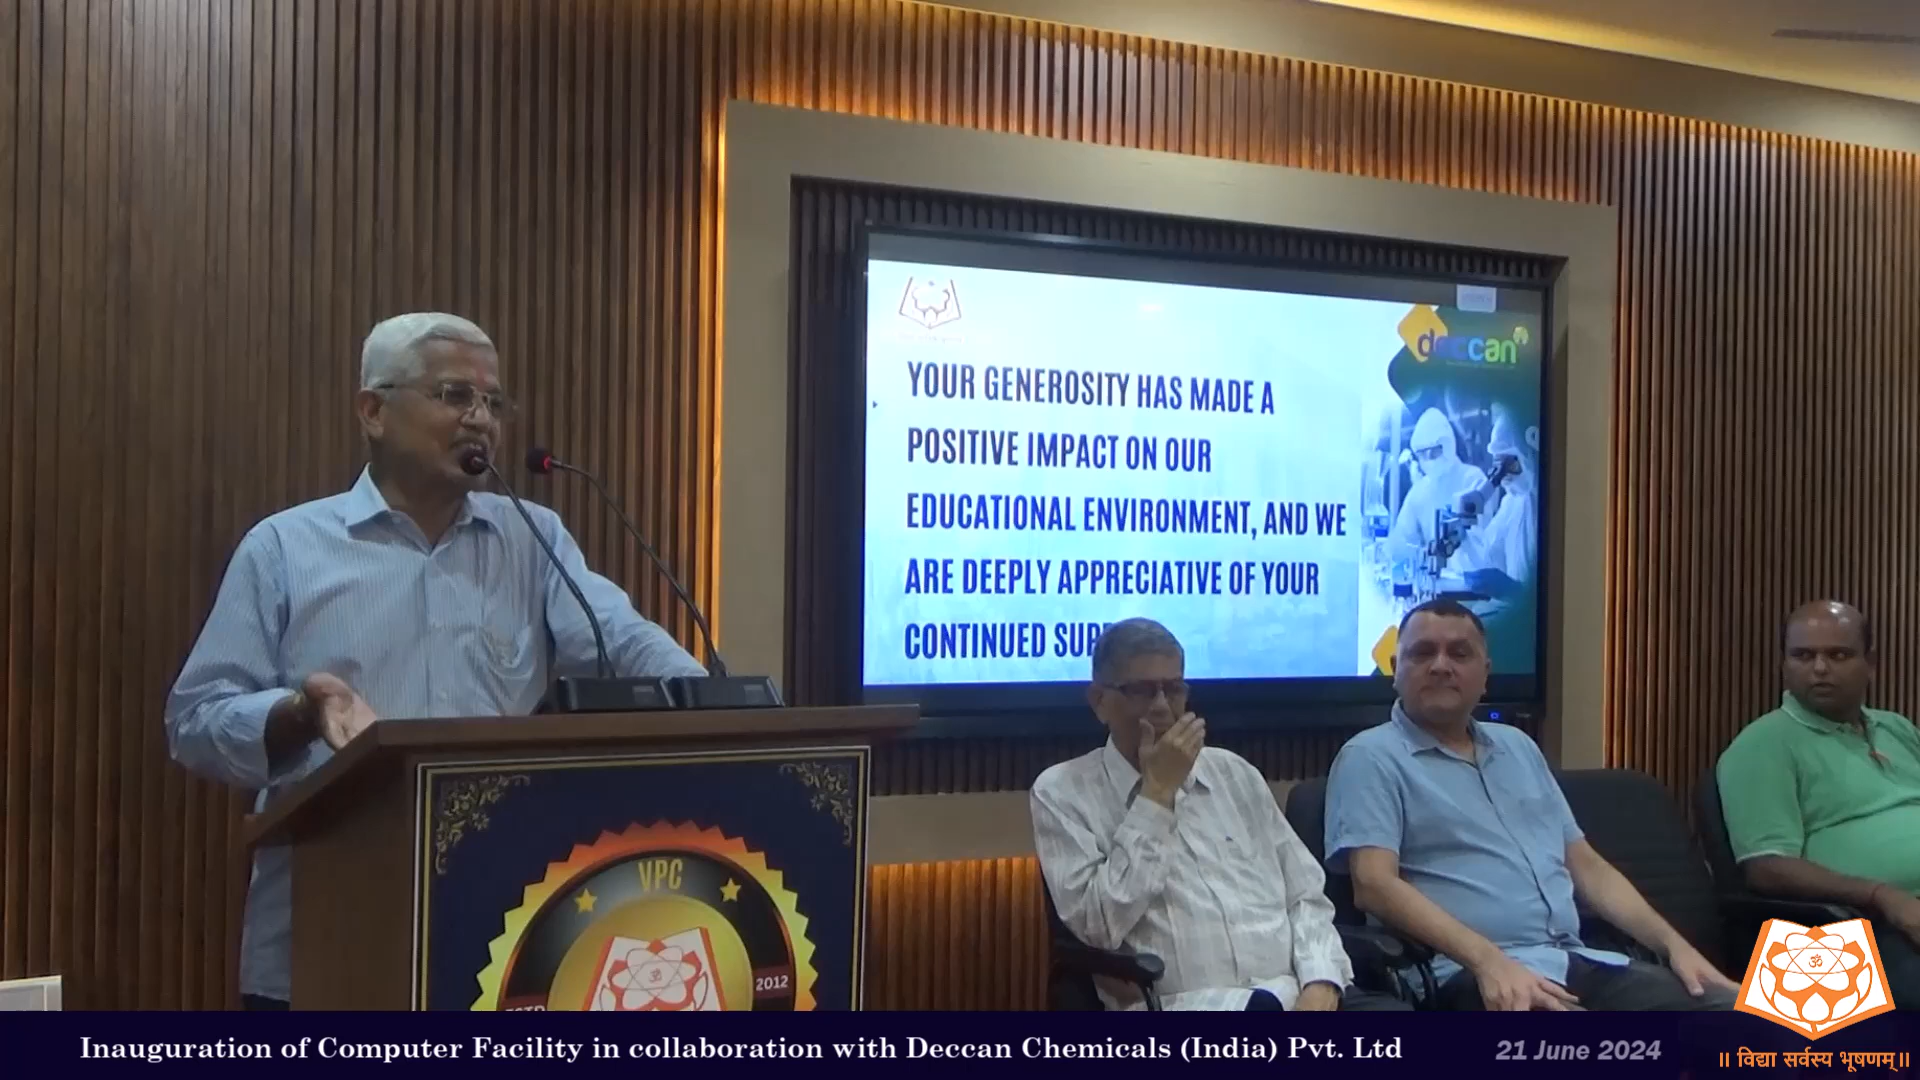 deccan
YOUR GENEROSITY HAS MADE A
POSITIVE IMPACT ON OUR
EDUCATIONAL ENVIRONMENT, AND WE
ARE DEEPLY APPRECIATIVE OF YOUR
CONTINUED
VPC
2012
Inauguration of Computer Facility in collaboration with Deccan Chemicals (India) Pvt. Ltd
21 June 2024
॥ विद्या सर्वस्य भूषणम् ॥